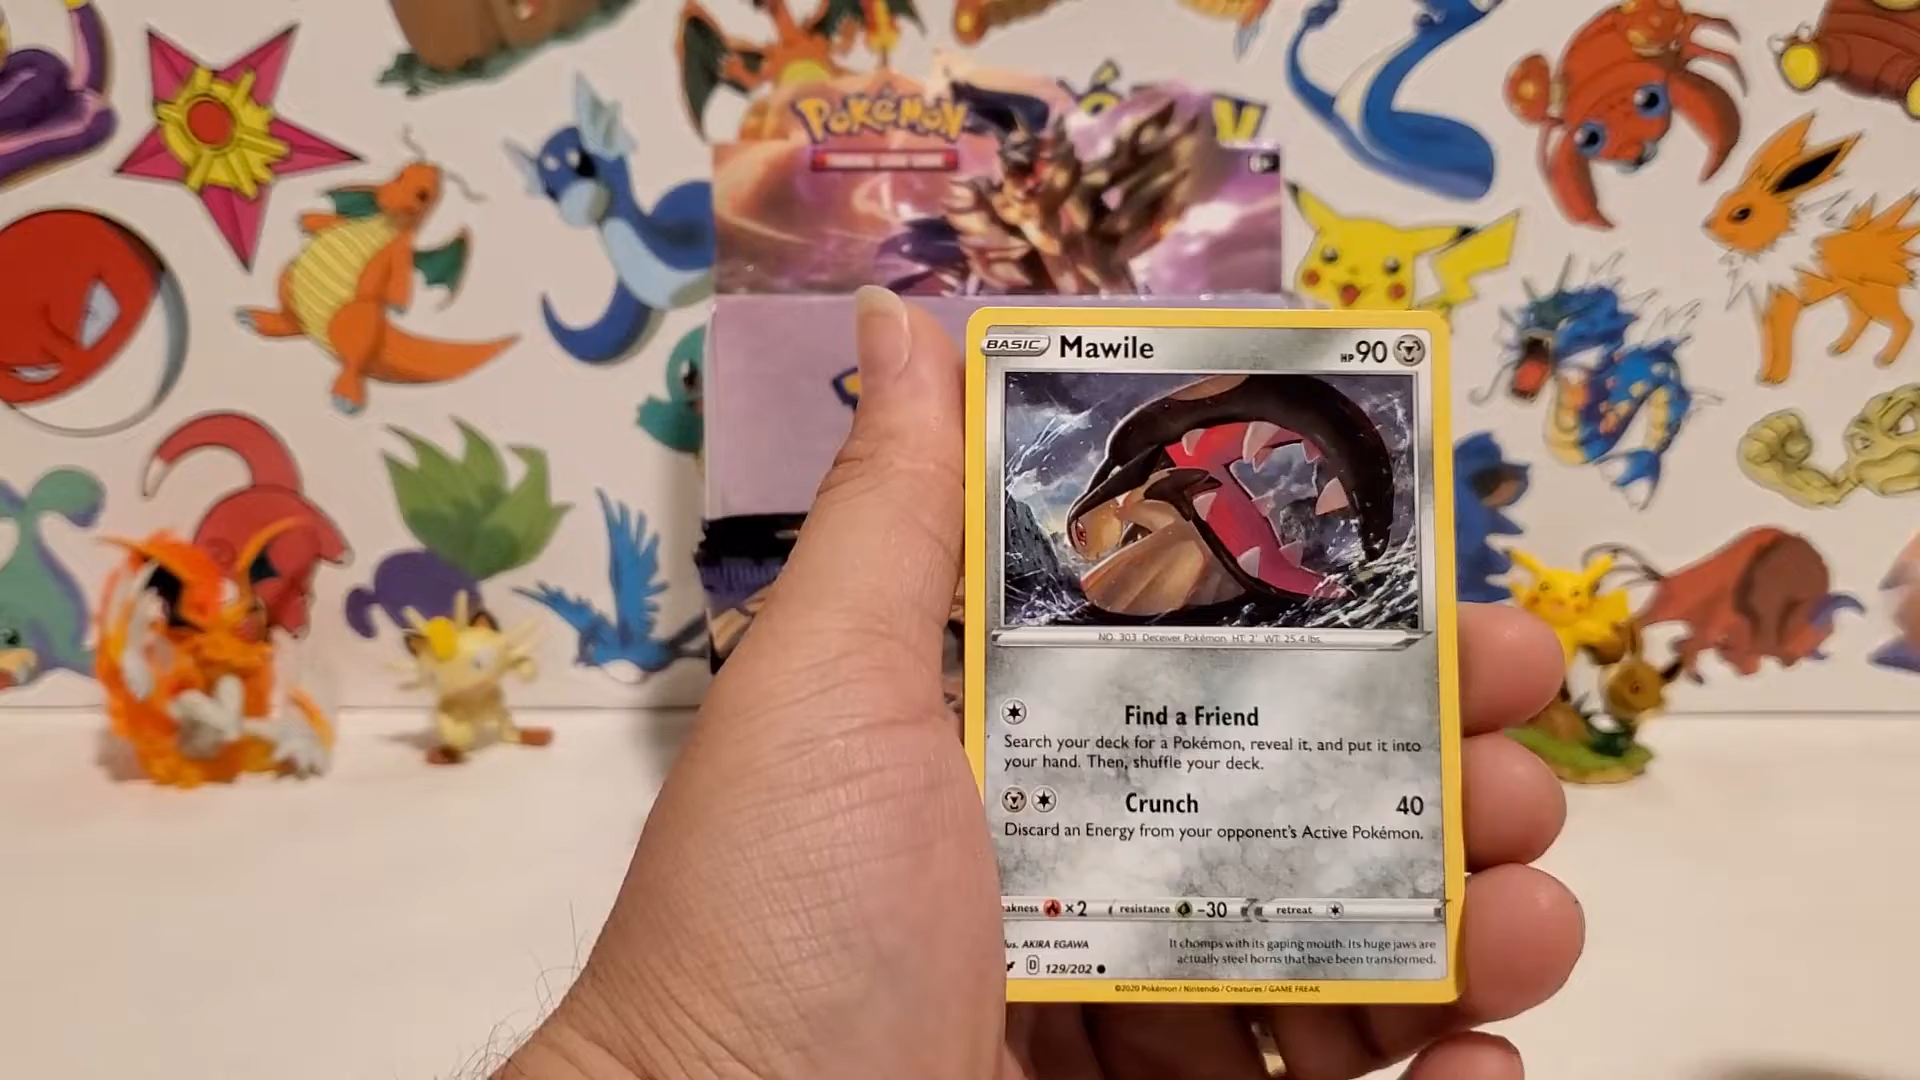 POKÉMON
BASIC Mawile HP 90
NO. 303 Deceiver Pokémon HT: 2' WT: 25.4 lbs.
Find a Friend
Search your deck for a Pokémon, reveal it, and put it into
your hand. Then, shuffle your deck.
Crunch 40
Discard an Energy from your opponent's Active Pokémon.
akness ×2 resistance -30 retreat
us. AKIRA EGAWA
It chomps with its gaping mouth. Its huge jaws are
actually steel horns that have been transformed.
D 129/202
©2020 Pokémon / Nintendo / Creatures / GAME FREAK